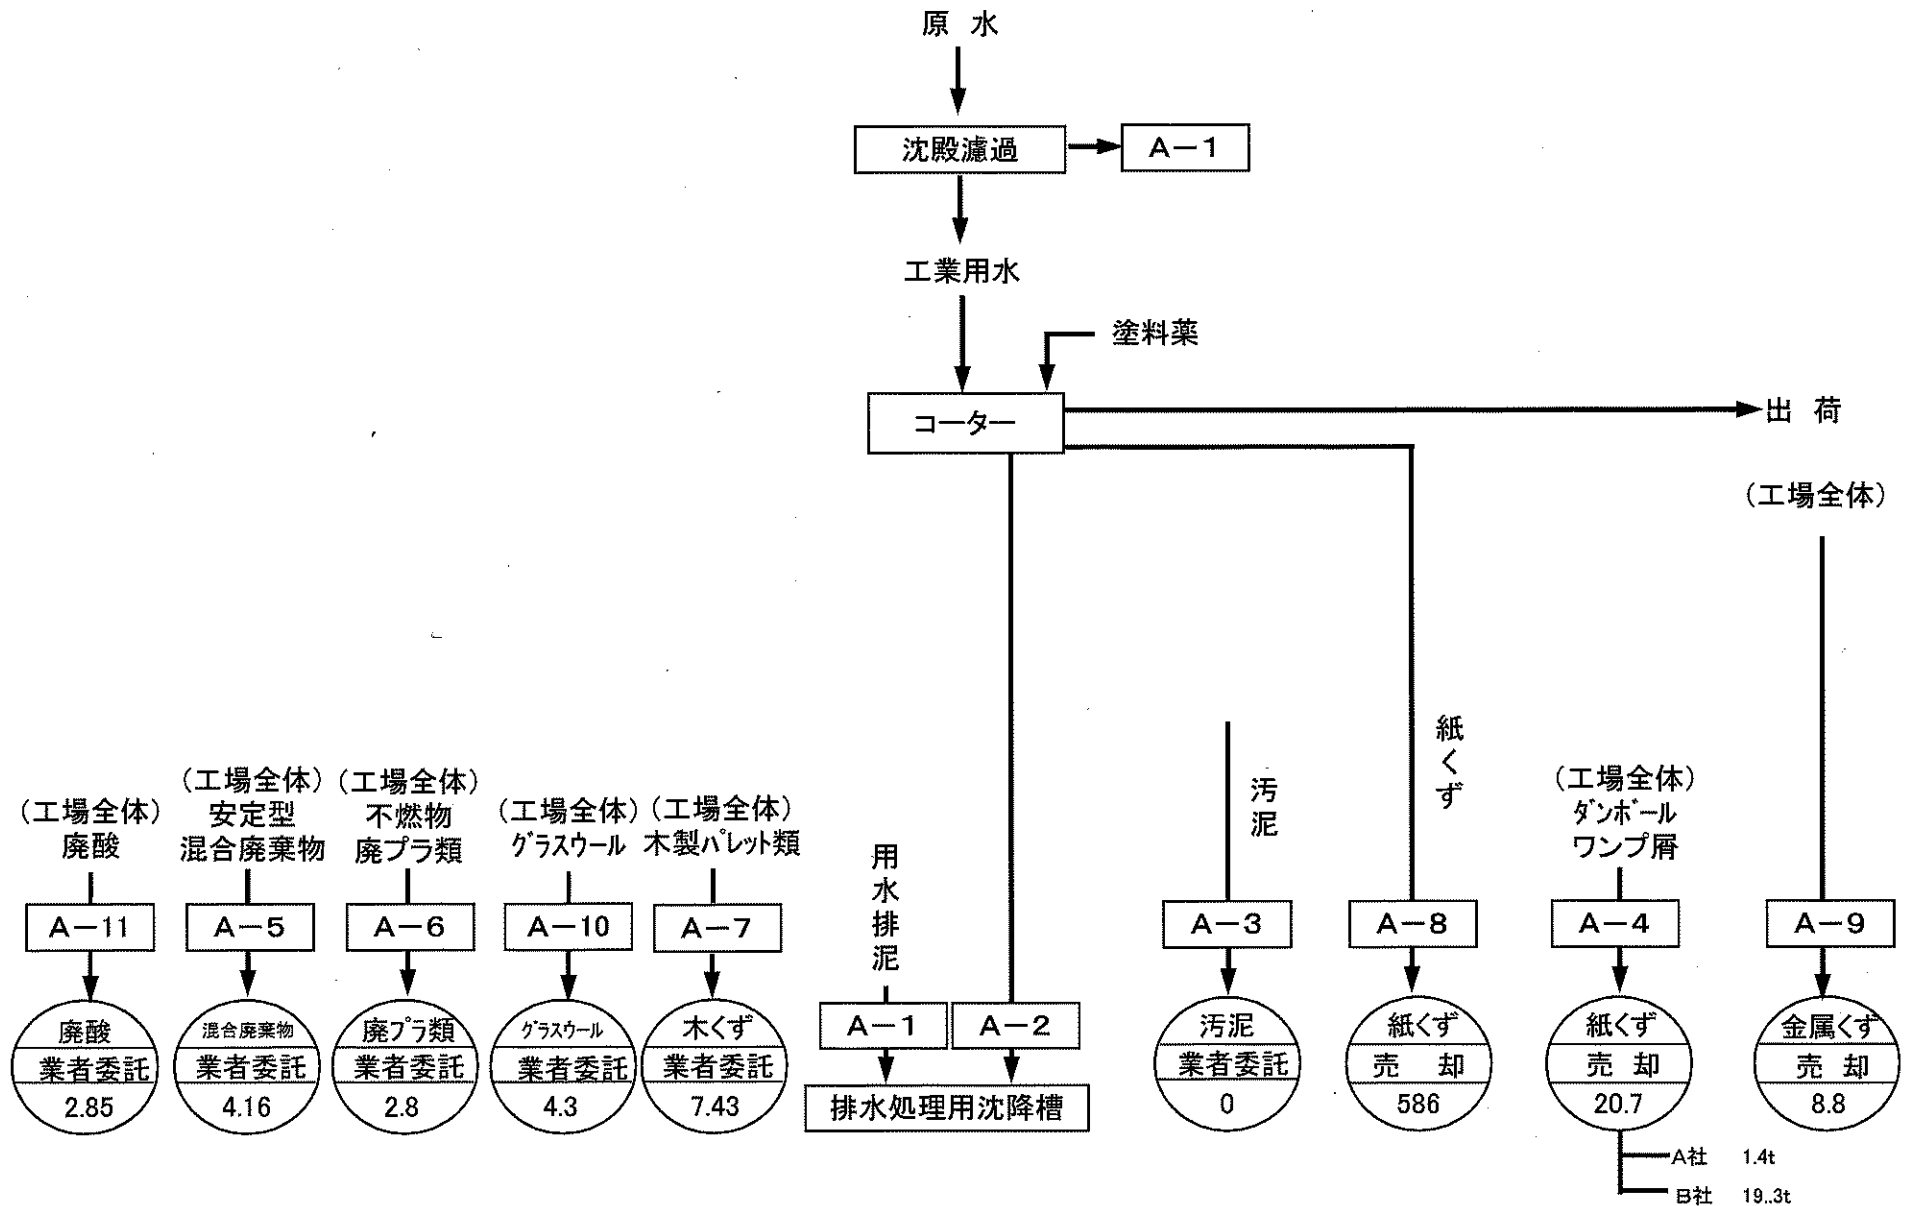 原 水
沈殿濾過
A-1
工業用水
塗料薬
コーター
出 荷
(工場全体)
(工場全体)
廃酸
A-11
廃酸
業者委託
2.85
(工場全体)
安定型
混合廃棄物
A-5
混合廃棄物
業者委託
4.16
(工場全体)
不燃物
廃プラ類
A-6
廃プラ類
業者委託
2.8
(工場全体)
グラスウール
A-10
グラスウール
業者委託
4.3
(工場全体)
木製パレット類
A-7
木くず
業者委託
7.43
用水排泥
A-1
A-2
排水処理用沈降槽
汚泥
A-3
汚泥
業者委託
0
紙くず
A-8
紙くず
売 却
586
(工場全体)
ダンボール
ワンプ屑
A-4
紙くず
売 却
20.7
A社 1.4t
B社 19..3t
A-9
金属くず
売 却
8.8